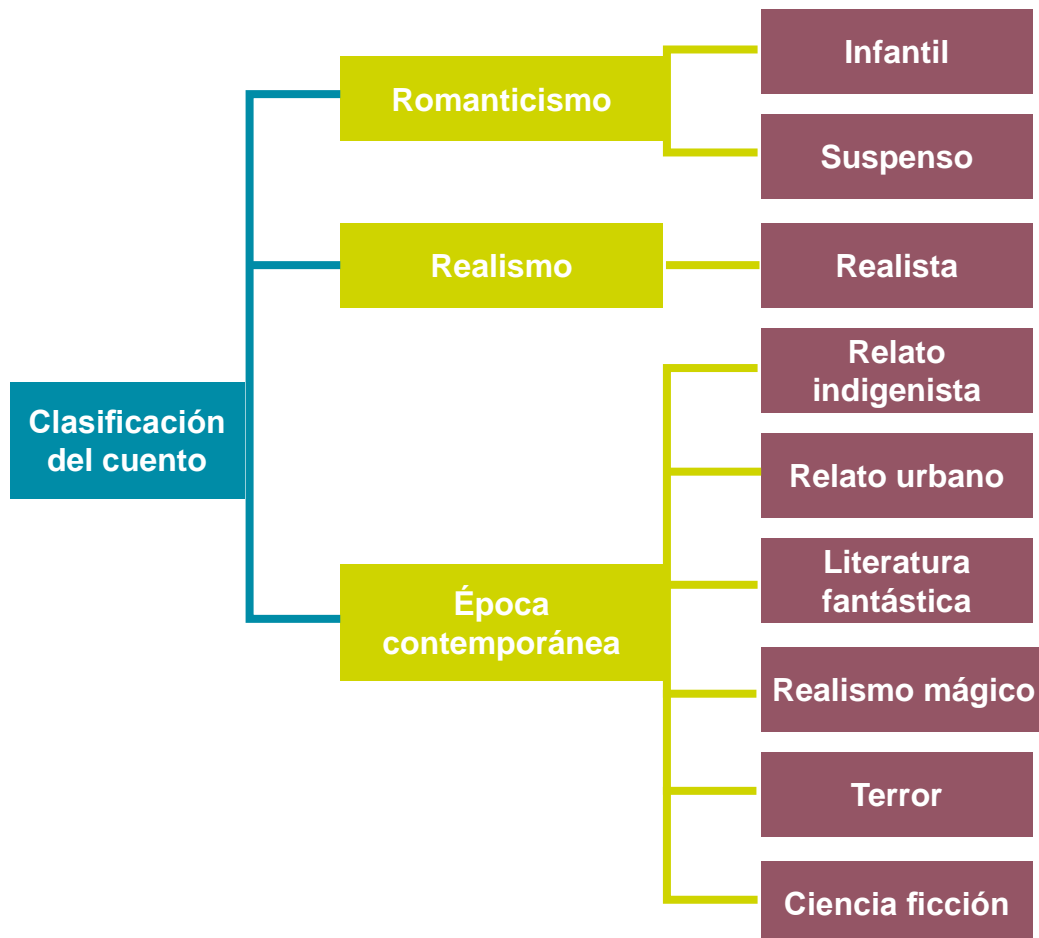 Clasificación
del cuento
Romanticismo
Infantil
Suspenso
Realismo
Realista
Época
contemporánea
Relato
indigenista
Relato urbano
Literatura
fantástica
Realismo mágico
Terror
Ciencia ficción